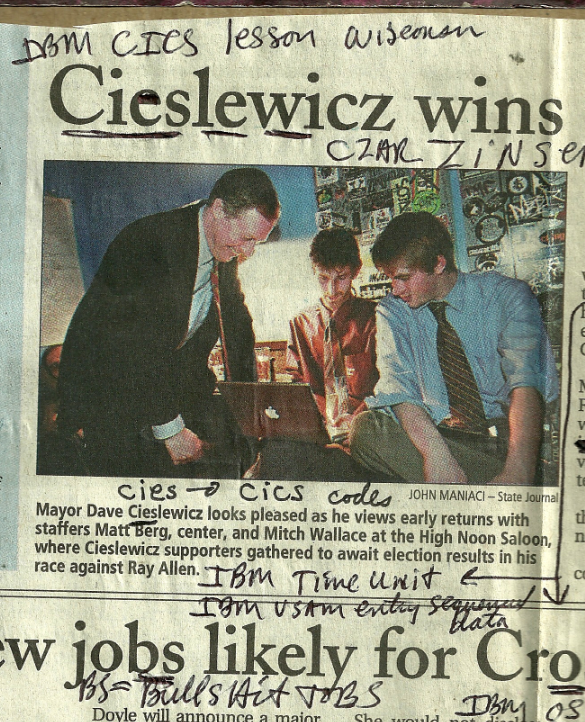 IBM CICS lesson wisconsin
Cieslewicz wins
CZAR ZINSER
cies → CICS codes
JOHN MANIACI – State Journal
Mayor Dave Cieslewicz looks pleased as he views early returns with
staffers Matt Berg, center, and Mitch Wallace at the High Noon Saloon,
where Cieslewicz supporters gathered to await election results in his
race against Ray Allen.
IBM Time Unit ←
IBM VSAM entry sequenced
data
ew jobs likely for Cro
BS = BullShit JOBS
IBM OS
Doyle will announce a major
She would not di